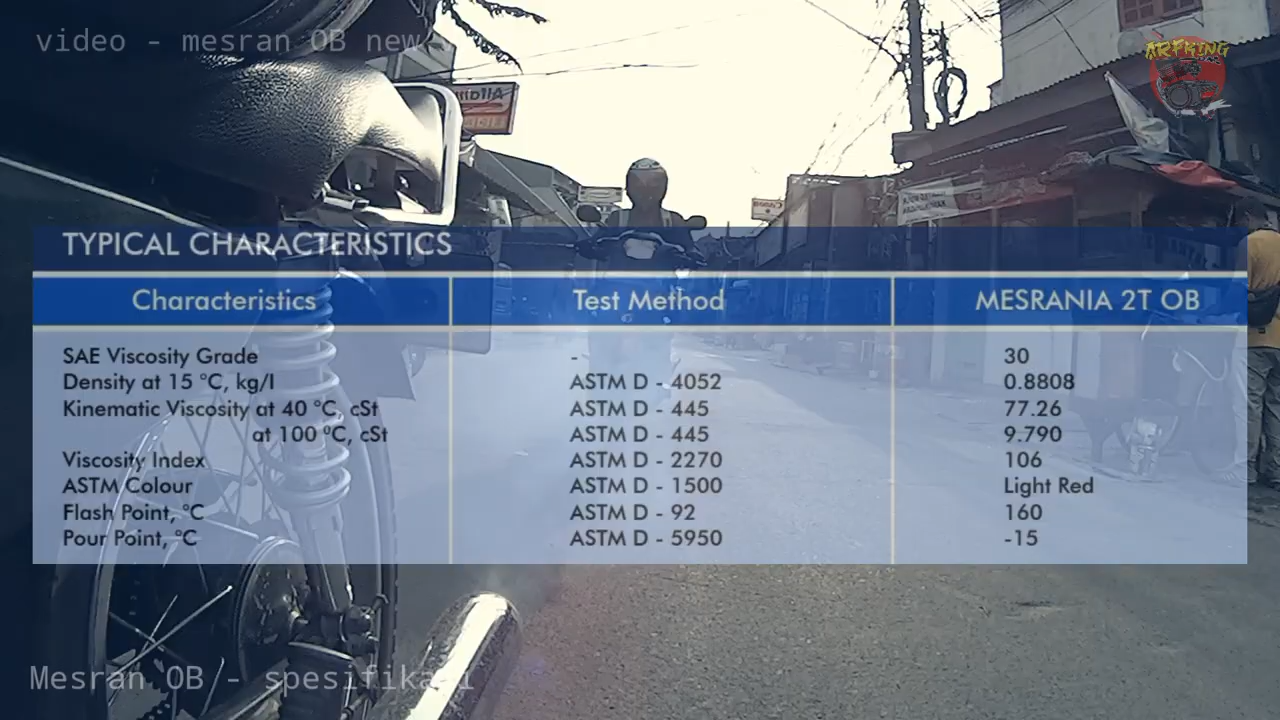 video - mesran OB new
ARFKING
TYPICAL CHARACTERISTICS
Characteristics Test Method MESRANIA 2T OB
SAE Viscosity Grade - 30
Density at 15 °C, kg/l ASTM D - 4052 0.8808
Kinematic Viscosity at 40 °C, cSt ASTM D - 445 77.26
at 100 °C, cSt ASTM D - 445 9.790
Viscosity Index ASTM D - 2270 106
ASTM Colour ASTM D - 1500 Light Red
Flash Point, °C ASTM D - 92 160
Pour Point, °C ASTM D - 5950 -15
Mesran OB - spesifikasi